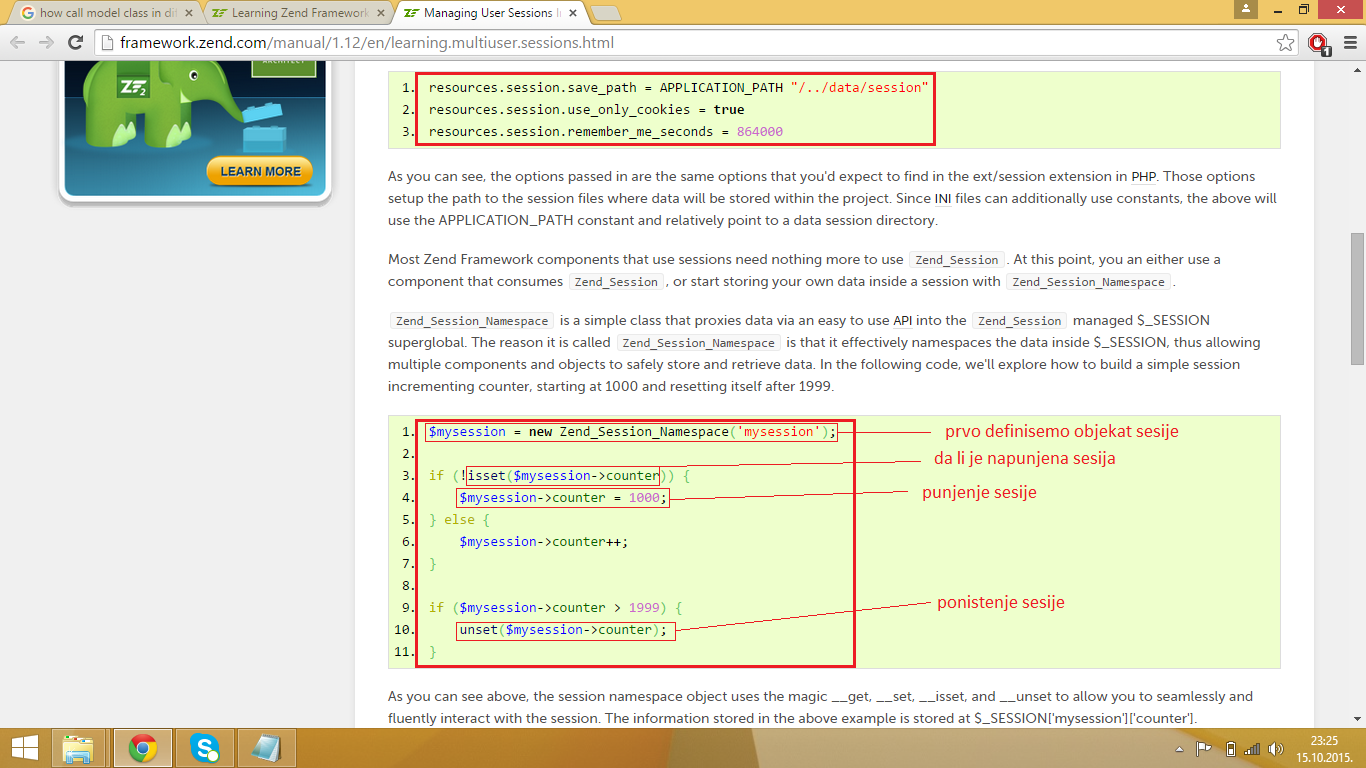 how call model class in dif
Learning Zend Framework
Managing User Sessions I
framework.zend.com/manual/1.12/en/learning.multiuser.sessions.html
1
ARCHITECT
ZF2
LEARN MORE
1. resources.session.save_path = APPLICATION_PATH "/../data/session"
2. resources.session.use_only_cookies = true
3. resources.session.remember_me_seconds = 864000
As you can see, the options passed in are the same options that you'd expect to find in the ext/session extension in PHP. Those options
setup the path to the session files where data will be stored within the project. Since INI files can additionally use constants, the above will
use the APPLICATION_PATH constant and relatively point to a data session directory.
Most Zend Framework components that use sessions need nothing more to use Zend_Session . At this point, you an either use a
component that consumes Zend_Session , or start storing your own data inside a session with Zend_Session_Namespace .
Zend_Session_Namespace is a simple class that proxies data via an easy to use API into the Zend_Session managed $_SESSION
superglobal. The reason it is called Zend_Session_Namespace is that it effectively namespaces the data inside $_SESSION, thus allowing
multiple components and objects to safely store and retrieve data. In the following code, we'll explore how to build a simple session
incrementing counter, starting at 1000 and resetting itself after 1999.
1. $mysession = new Zend_Session_Namespace('mysession'); prvo definisemo objekat sesije
2. da li je napunjena sesija
3. if (!isset($mysession->counter)) {
4. $mysession->counter = 1000; punjenje sesije
5. } else {
6. $mysession->counter++;
7. }
8.
9. if ($mysession->counter > 1999) { ponistenje sesije
10. unset($mysession->counter);
11. }
As you can see above, the session namespace object uses the magic __get, __set, __isset, and __unset to allow you to seamlessly and
fluently interact with the session. The information stored in the above example is stored at $_SESSION['mysession']['counter'].
23:25
15.10.2015.